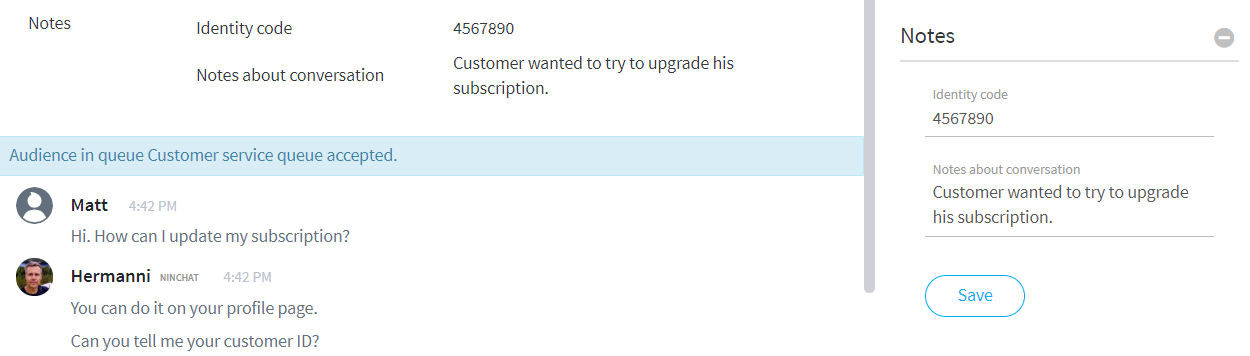 Notes
Identity code
4567890
Notes about conversation
Customer wanted to try to upgrade his
subscription.
Audience in queue Customer service queue accepted.
Matt 4:42 PM
Hi. How can I update my subscription?
Hermanni NINCHAT 4:42 PM
You can do it on your profile page.
Can you tell me your customer ID?
Notes
Identity code
4567890
Notes about conversation
Customer wanted to try to upgrade
his subscription.
Save